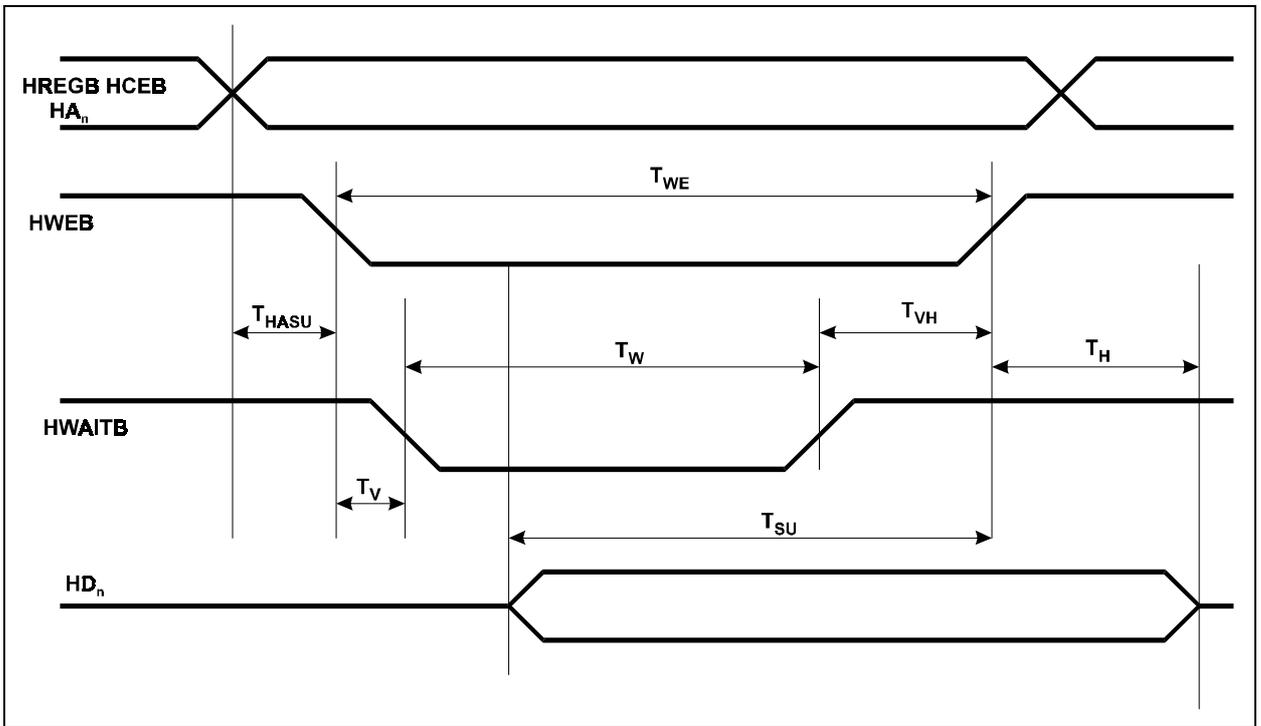 HREGB HCEB
HAn
TWE
HWEB
THASU
TVH
TW
TH
HWAITB
TV
TSU
HDn